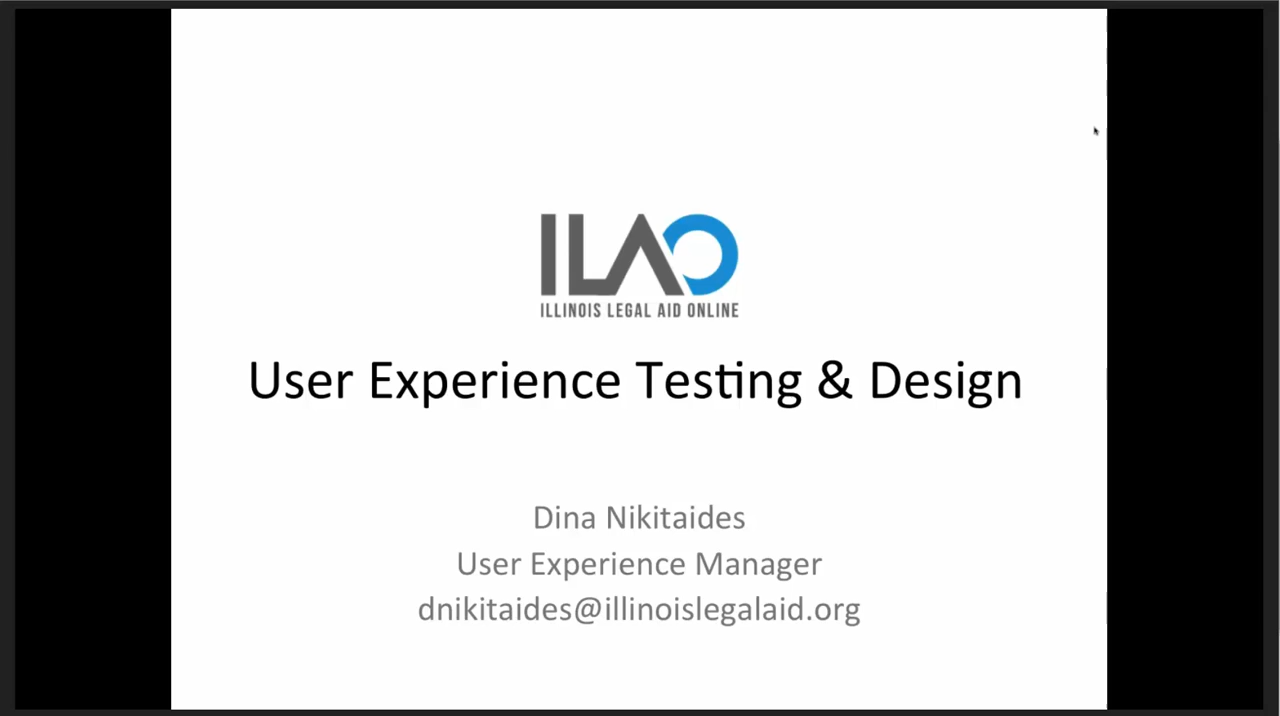 ILAO
ILLINOIS LEGAL AID ONLINE
User Experience Testing & Design
Dina Nikitaides
User Experience Manager
dnikitaides@illinoislegalaid.org